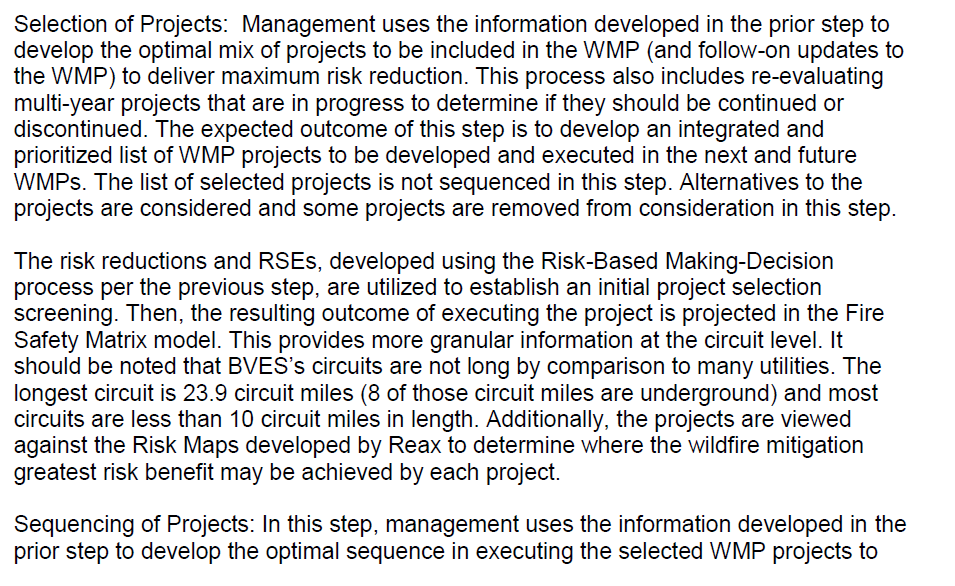 Selection of Projects:  Management uses the information developed in the prior step to
develop the optimal mix of projects to be included in the WMP (and follow-on updates to
the WMP) to deliver maximum risk reduction. This process also includes re-evaluating
multi-year projects that are in progress to determine if they should be continued or
discontinued. The expected outcome of this step is to develop an integrated and
prioritized list of WMP projects to be developed and executed in the next and future
WMPs. The list of selected projects is not sequenced in this step. Alternatives to the
projects are considered and some projects are removed from consideration in this step.

The risk reductions and RSEs, developed using the Risk-Based Making-Decision
process per the previous step, are utilized to establish an initial project selection
screening. Then, the resulting outcome of executing the project is projected in the Fire
Safety Matrix model. This provides more granular information at the circuit level. It
should be noted that BVES’s circuits are not long by comparison to many utilities. The
longest circuit is 23.9 circuit miles (8 of those circuit miles are underground) and most
circuits are less than 10 circuit miles in length. Additionally, the projects are viewed
against the Risk Maps developed by Reax to determine where the wildfire mitigation
greatest risk benefit may be achieved by each project.

Sequencing of Projects: In this step, management uses the information developed in the
prior step to develop the optimal sequence in executing the selected WMP projects to